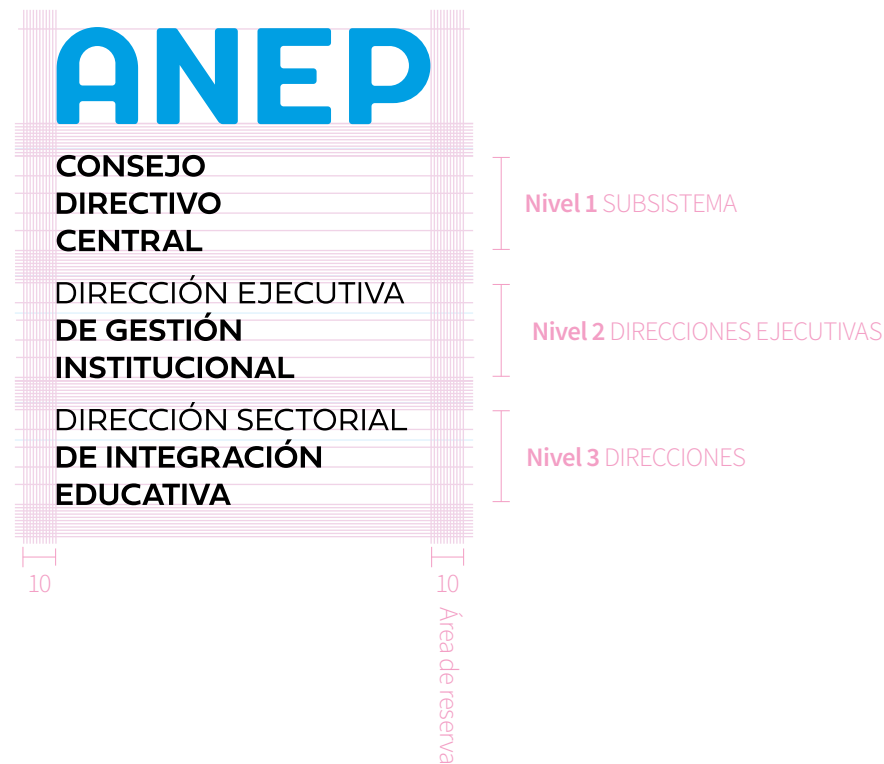 ANEP
CONSEJO
DIRECTIVO
CENTRAL
Nivel 1 SUBSISTEMA
DIRECCIÓN EJECUTIVA
DE GESTIÓN
INSTITUCIONAL
Nivel 2 DIRECCIONES EJECUTIVAS
DIRECCIÓN SECTORIAL
DE INTEGRACIÓN
EDUCATIVA
Nivel 3 DIRECCIONES
10
10
Área de reserva